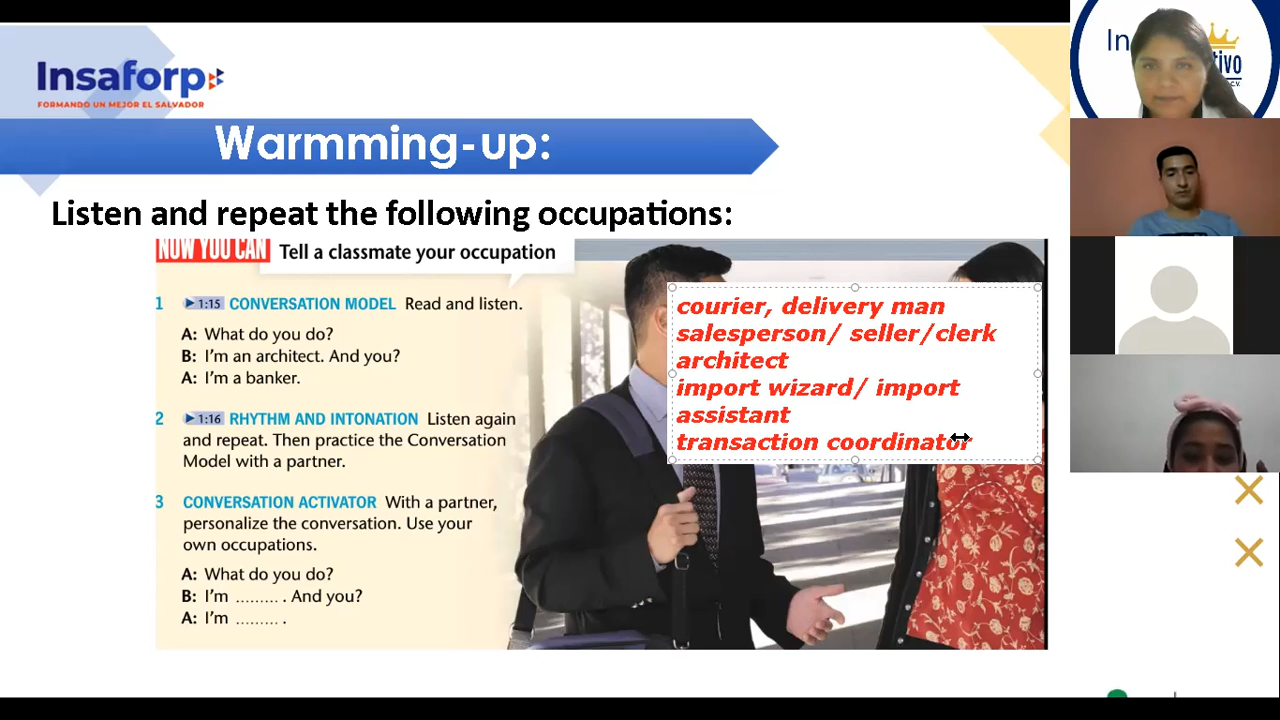 Insaforp
FORMANDO UN MEJOR EL SALVADOR
Warmming-up:
Listen and repeat the following occupations:
NOW YOU CAN Tell a classmate your occupation
1 1:15 CONVERSATION MODEL Read and listen.
A: What do you do?
B: I'm an architect. And you?
A: I'm a banker.
2 1:16 RHYTHM AND INTONATION Listen again
and repeat. Then practice the Conversation
Model with a partner.
3 CONVERSATION ACTIVATOR With a partner,
personalize the conversation. Use your
own occupations.
A: What do you do?
B: I'm ......... . And you?
A: I'm ......... .
courier, delivery man
salesperson/ seller/clerk
architect
import wizard/ import
assistant
transaction coordinator
In
tivo
C.V.